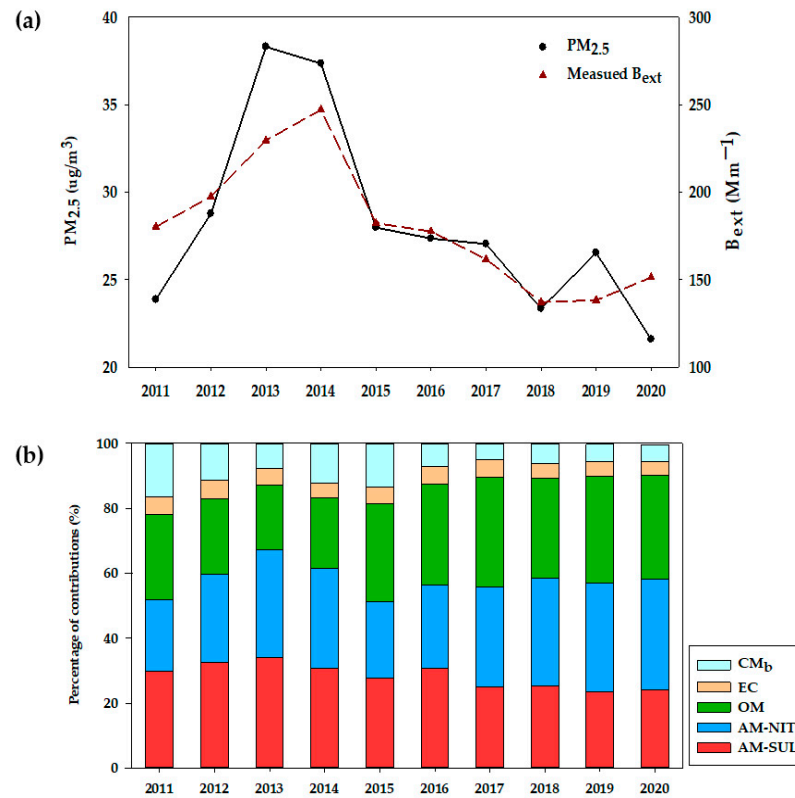 (a)
40
35
30
25
20
PM2.5 (ug/m3)
300
250
200
150
100
Bext (Mm−1)
PM2.5
Measued Bext
2011 2012 2013 2014 2015 2016 2017 2018 2019 2020
(b)
100
80
60
40
20
0
Percentage of contributions (%)
2011 2012 2013 2014 2015 2016 2017 2018 2019 2020
CMb
EC
OM
AM-NIT
AM-SUL